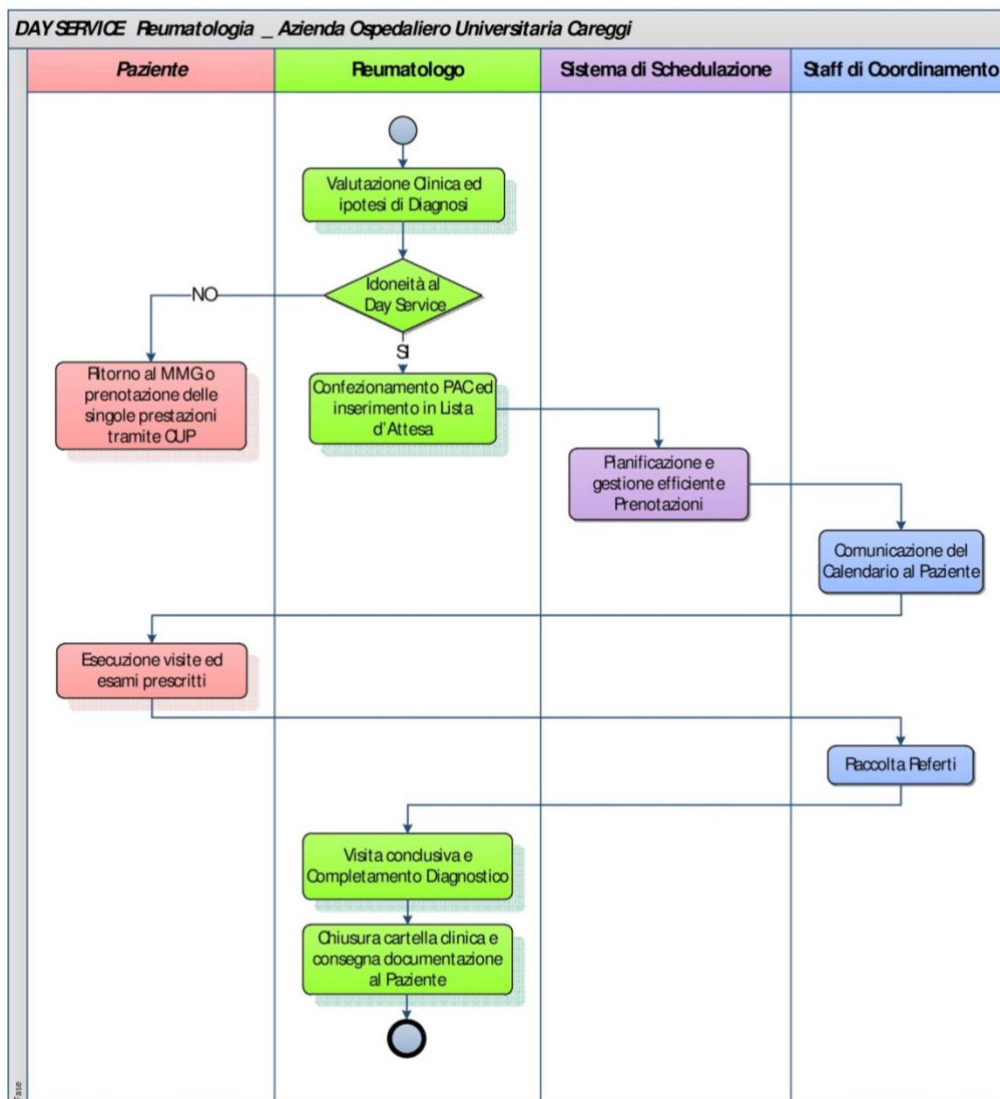 DAY SERVICE Reumatologia _ Azienda Ospedaliero Universitaria Careggi
Paziente
Reumatologo
Sistema di Schedulazione
Staff di Coordinamento
Valutazione Clinica ed
ipotesi di Diagnosi
Idoneità al
Day Service
NO
SI
Ritorno al MMG o
prenotazione delle
singole prestazioni
tramite CUP
Confezionamento PAC ed
inserimento in Lista
d'Attesa
Planificazione e
gestione efficiente
Prenotazioni
Comunicazione del
Calendario al Paziente
Esecuzione visite ed
esami prescritti
Raccolta Referti
Visita conclusiva e
Completamento Diagnostico
Chiusura cartella clinica e
consegna documentazione
al Paziente
Fase